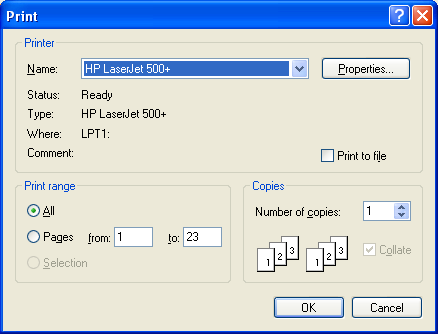 Print
Printer
Name: HP LaserJet 500+ Properties...
Status: Ready
Type: HP LaserJet 500+
Where: LPT1:
Comment: Print to file
Print range
All
Pages from: 1 to: 23
Selection
Copies
Number of copies: 1
1 2 3 1 2 3 Collate
OK Cancel